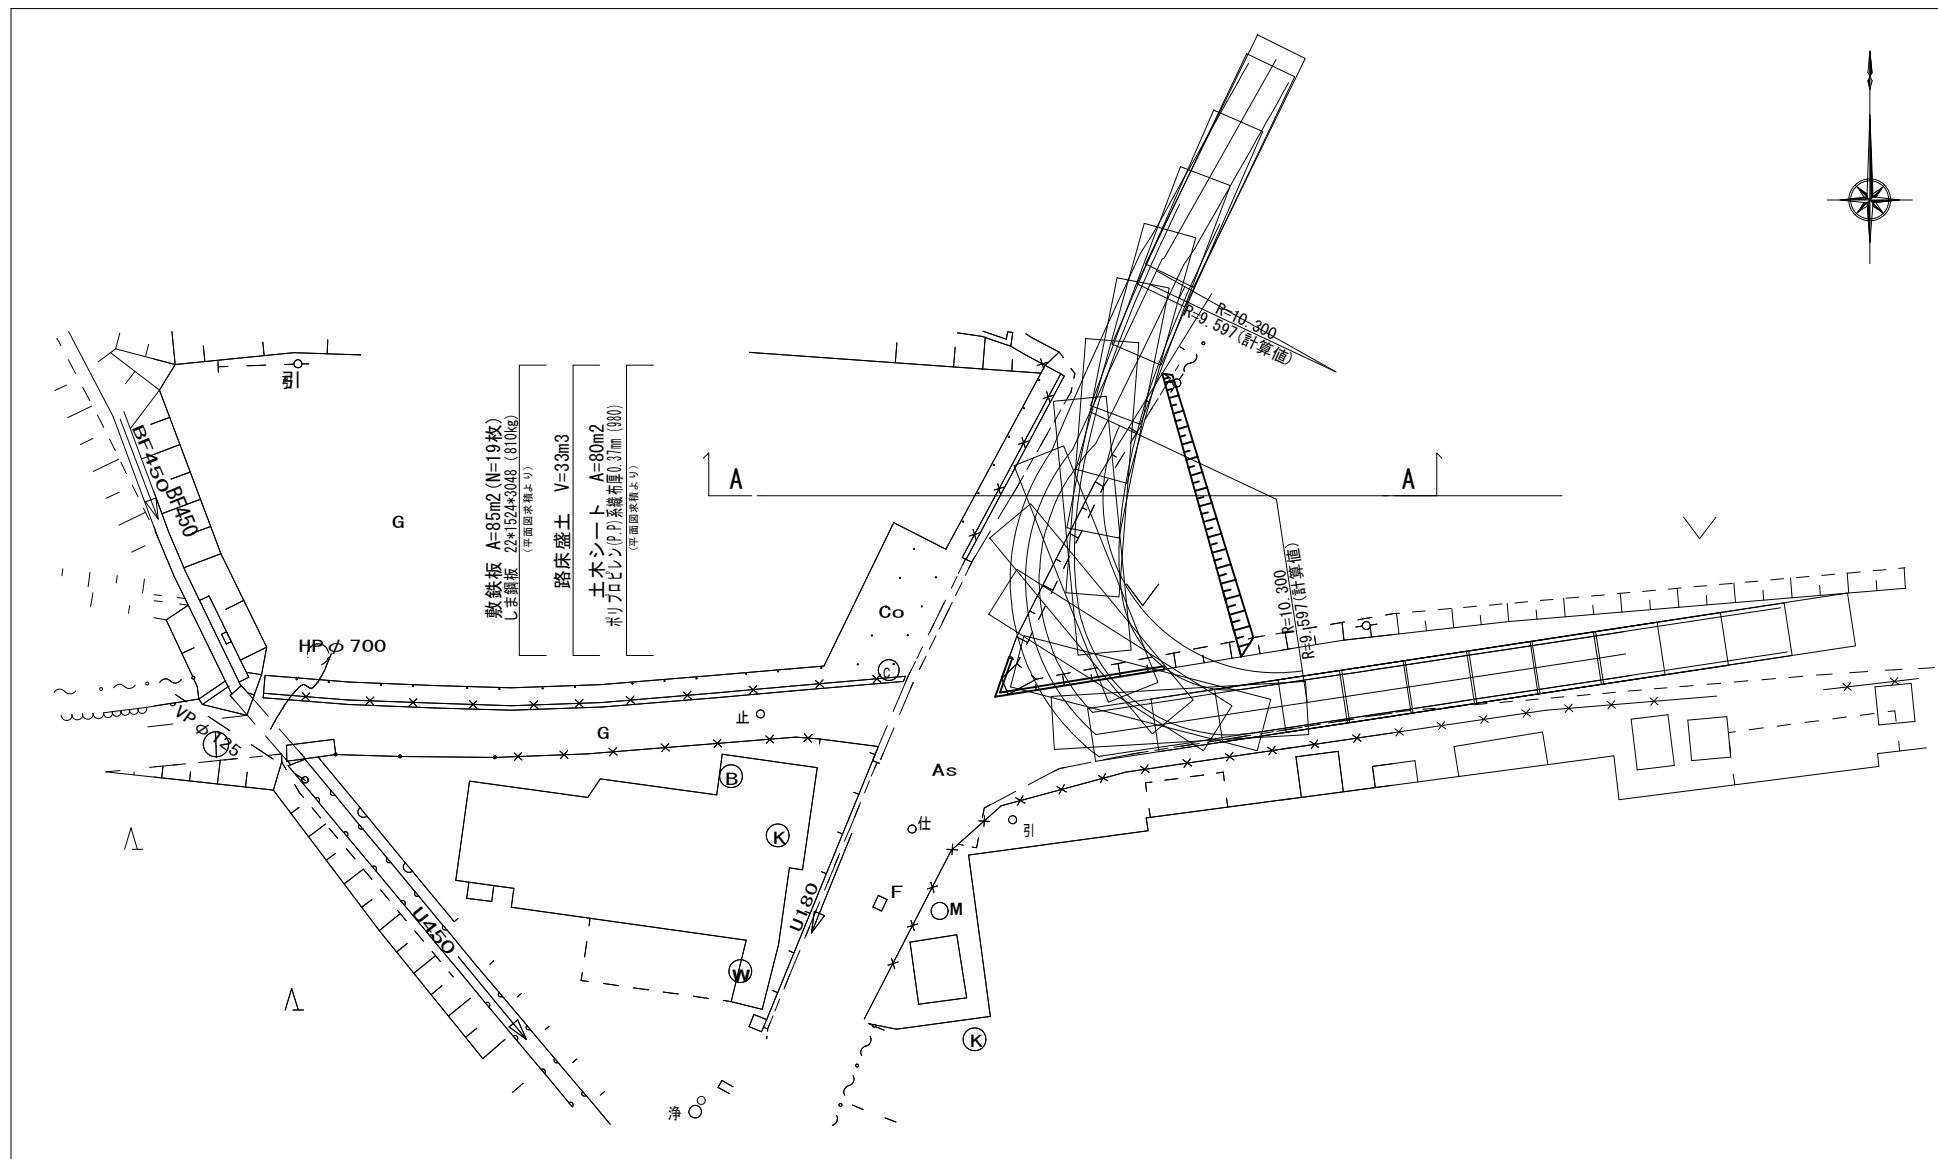 R=10.300
R=9.597(計算値)
引
BF450
BF450
G
敷鉄板 A=85m2(N=19枚)
しま鋼板 22*1524*3048 (810kg)
(平面図求積より)
路床盛土 V=33m3
土木シート A=80m2
ポリプロピレン(P.P)系織布厚0.37mm(980)
(平面図求積より)
A
A
R=10.300
R=9.597(計算値)
Co
HPφ700
C
VPφ125
止
G
As
B
K
仕
引
F
M
U180
U450
W
K
浄